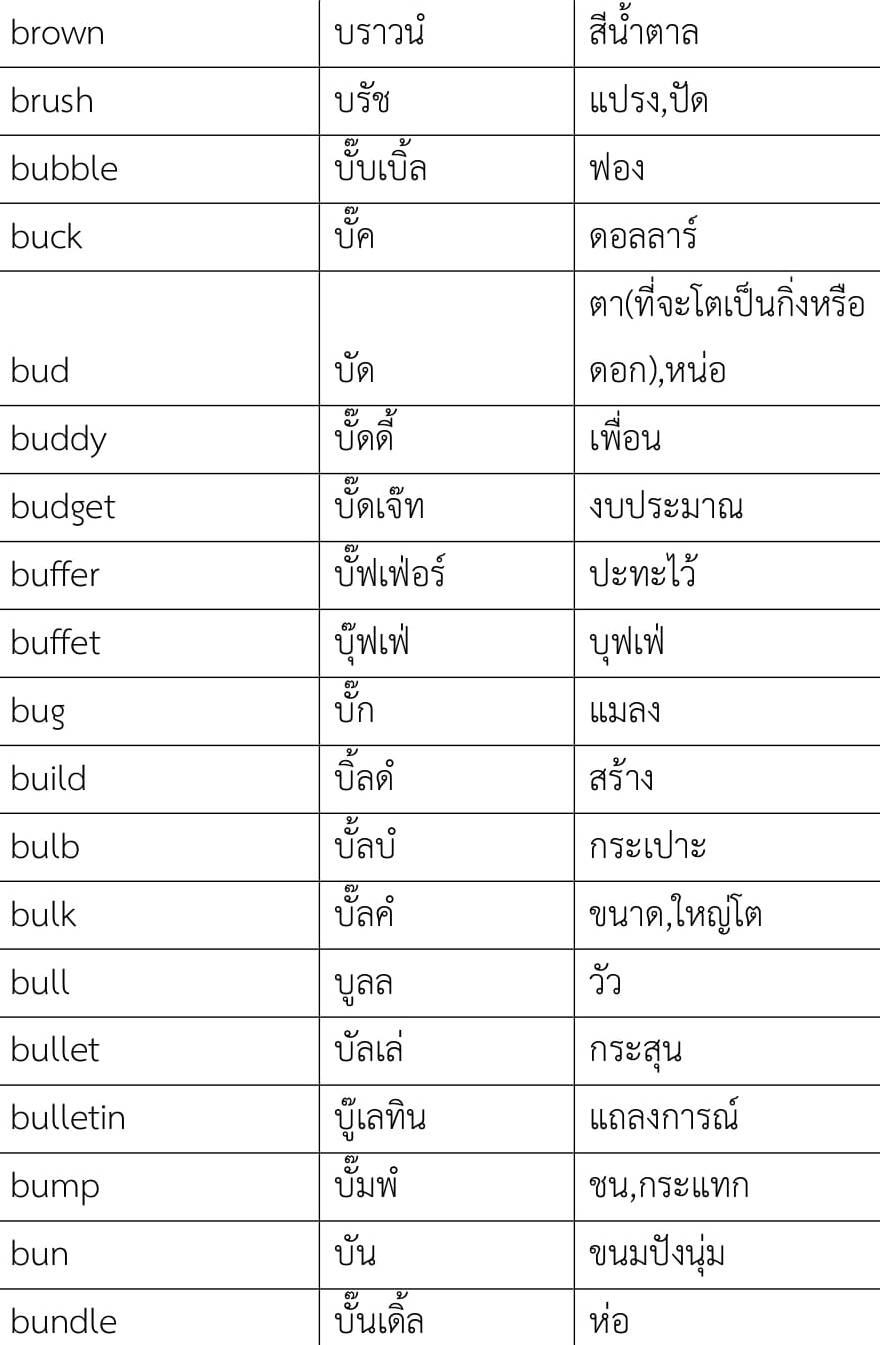 brown บราวนํ สีน้ำตาล
brush บรัช แปรง,ปัด
bubble บั๊บเบิ้ล ฟอง
buck บั๊ค ดอลลาร์
ตา(ที่จะโตเป็นกิ่งหรือ
bud บัด ดอก),หน่อ
buddy บั๊ดดี้ เพื่อน
budget บั๊ดเจ๊ท งบประมาณ
buffer บั๊ฟเฟ่อร์ ปะทะไว้
buffet บุ๊ฟเฟ่ บุฟเฟ่
bug บั๊ก แมลง
build บิ้ลดํ สร้าง
bulb บั้ลบํ กระเปาะ
bulk บั๊ลคํ ขนาด,ใหญ่โต
bull บูลล วัว
bullet บัลเล่ กระสุน
bulletin บู๊เลทิน แถลงการณ์
bump บั๊มพํ ชน,กระแทก
bun บัน ขนมปังนุ่ม
bundle บั๊นเดิ้ล ห่อ